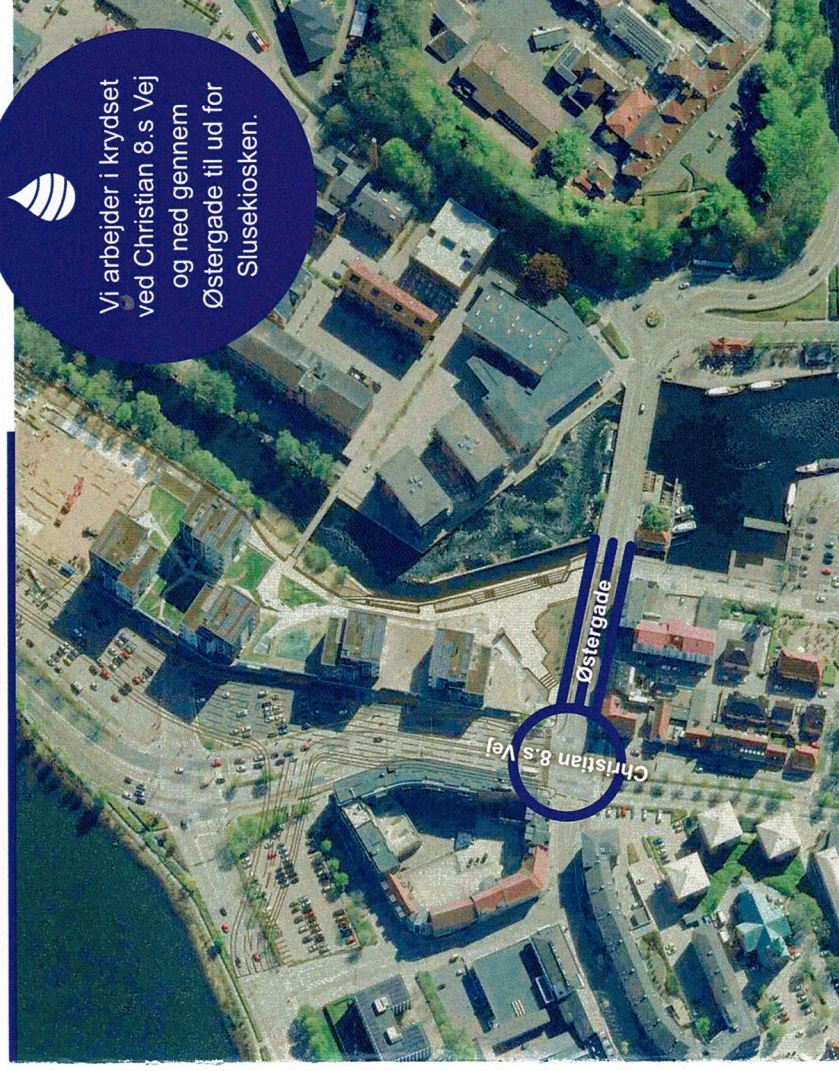 Vi arbejder i krydset
ved Christian 8.s Vej
og ned gennem
Østergade til ud for
Slusekiosken.
Østergade
Christian 8.s Vej